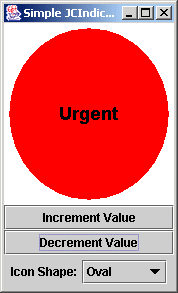 Simple JCIndic...
Urgent
Increment Value
Decrement Value
Icon Shape: Oval